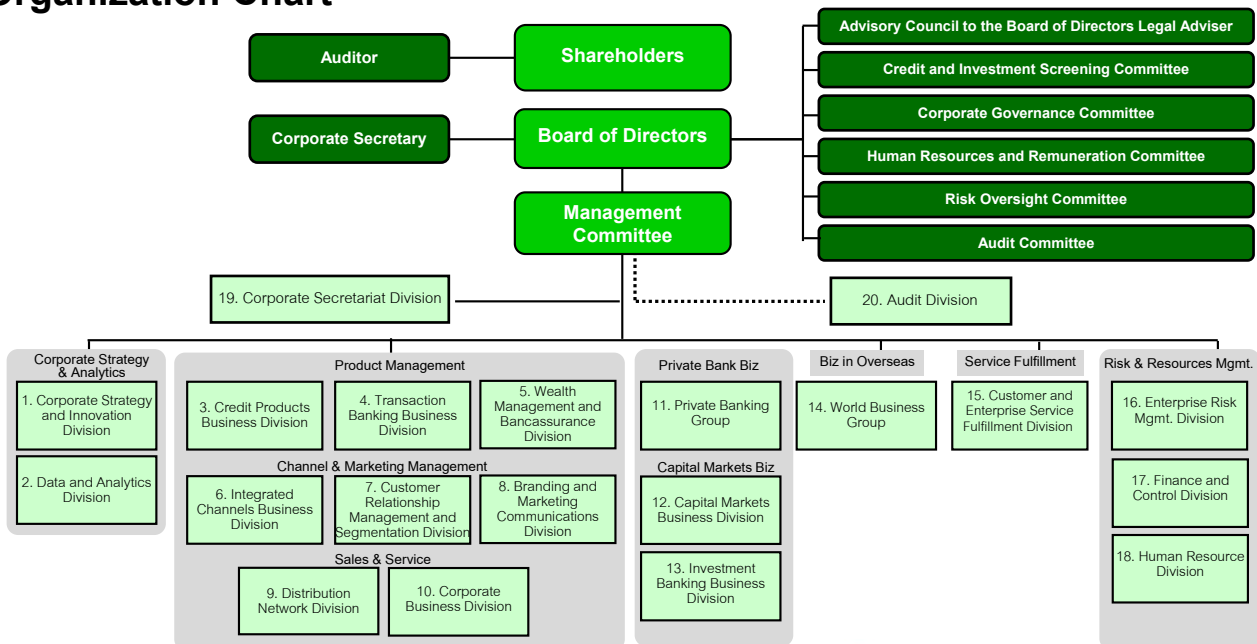 Organization Chart
Auditor
Shareholders
Advisory Council to the Board of Directors Legal Adviser
Credit and Investment Screening Committee
Corporate Secretary
Board of Directors
Corporate Governance Committee
Human Resources and Remuneration Committee
Management
Committee
Risk Oversight Committee
Audit Committee
19. Corporate Secretariat Division
20. Audit Division
Corporate Strategy
& Analytics
1. Corporate Strategy
and Innovation
Division
2. Data and Analytics
Division
Product Management
3. Credit Products
Business Division
4. Transaction
Banking Business
Division
5. Wealth
Management and
Bancassurance
Division
Channel & Marketing Management
6. Integrated
Channels Business
Division
7. Customer
Relationship
Management and
Segmentation Division
8. Branding and
Marketing
Communications
Division
Sales & Service
9. Distribution
Network Division
10. Corporate
Business Division
Private Bank Biz
11. Private Banking
Group
Capital Markets Biz
12. Capital Markets
Business Division
13. Investment
Banking Business
Division
Biz in Overseas
14. World Business
Group
Service Fulfillment
15. Customer and
Enterprise Service
Fulfillment Division
Risk & Resources Mgmt.
16. Enterprise Risk
Mgmt. Division
17. Finance and
Control Division
18. Human Resource
Division